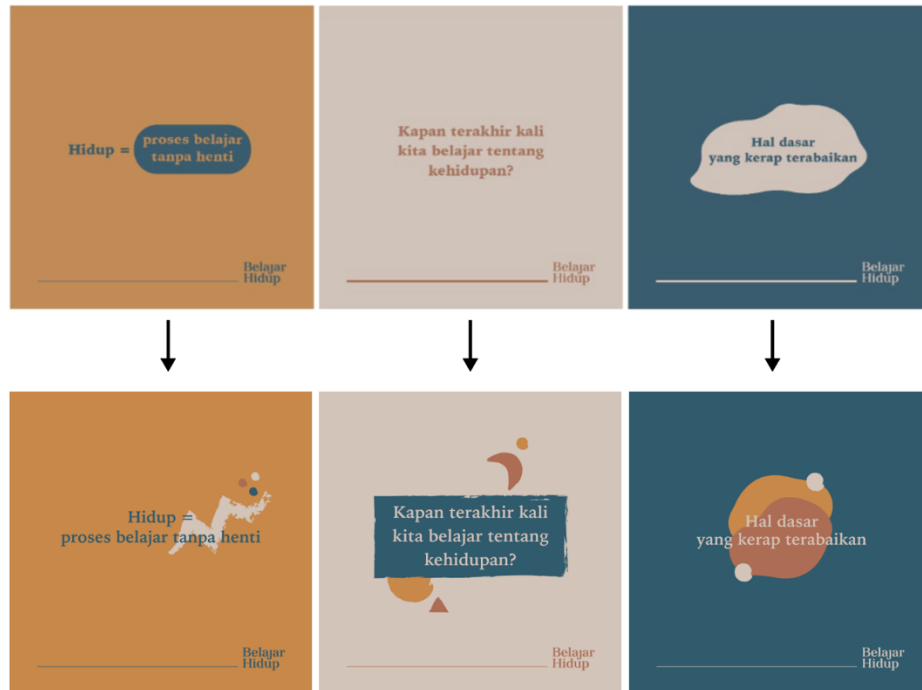 Hidup = proses belajar
tanpa henti
Belajar
Hidup
Kapan terakhir kali
kita belajar tentang
kehidupan?
Belajar
Hidup
Hal dasar
yang kerap terabaikan
Belajar
Hidup
Hidup =
proses belajar tanpa henti
Belajar
Hidup
Kapan terakhir kali
kita belajar tentang
kehidupan?
Belajar
Hidup
Hal dasar
yang kerap terabaikan
Belajar
Hidup